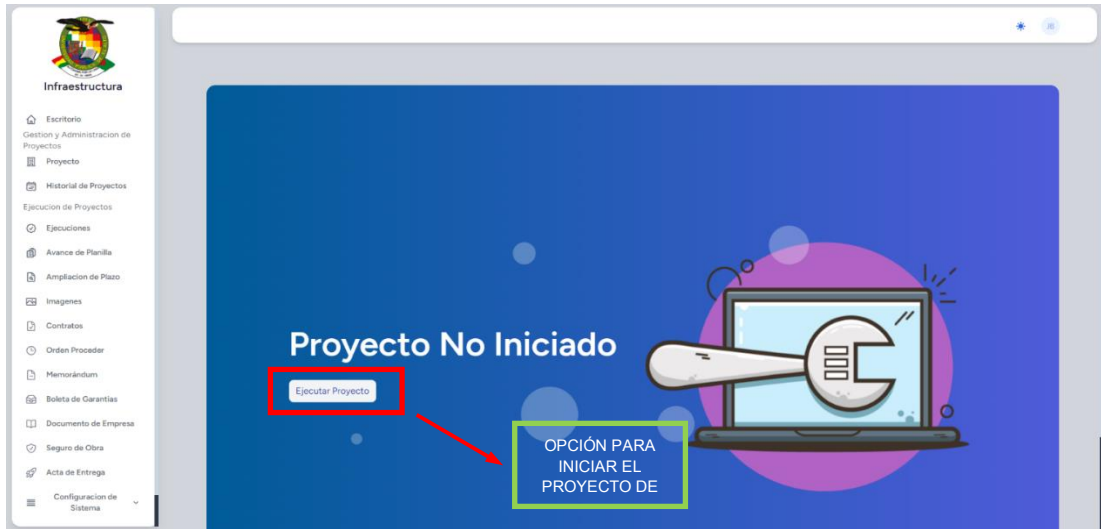 JB
Infraestructura
Escritorio
Gestion y Administracion de
Proyectos
Proyecto
Historial de Proyectos
Ejecucion de Proyectos
Ejecuciones
Avance de Planilla
Ampliacion de Plazo
Imagenes
Contratos
Orden Proceder
Memorándum
Boleta de Garantias
Documento de Empresa
Seguro de Obra
Acta de Entrega
Configuracion de
Sistema
Proyecto No Iniciado
Ejecutar Proyecto
OPCIÓN PARA
INICIAR EL
PROYECTO DE